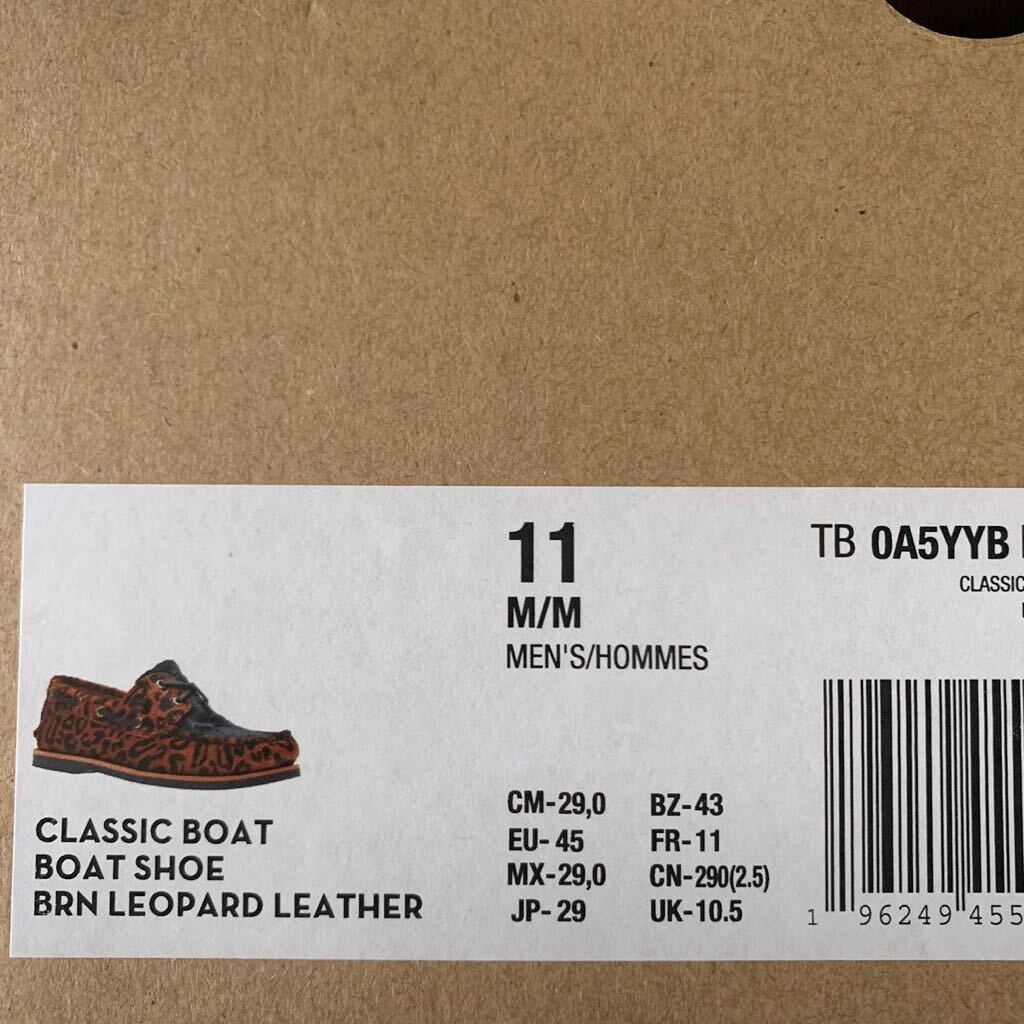 11
M/M
MEN'S/HOMMES
TB 0A5YYB
CLASSIC
CLASSIC BOAT
BOAT SHOE
BRN LEOPARD LEATHER
CM-29,0 BZ-43
EU-45 FR-11
MX-29,0 CN-290(2.5)
JP-29 UK-10.5
1 96249 455